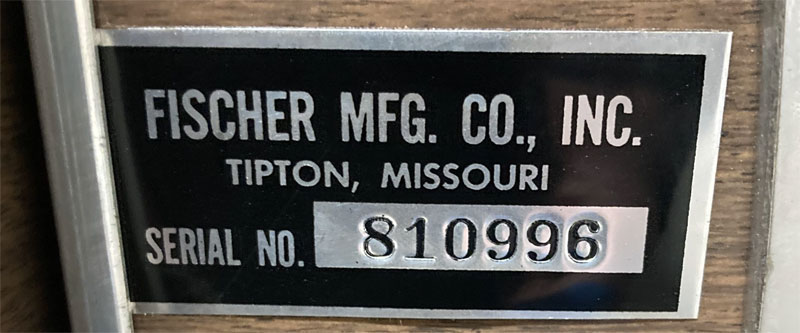 FISCHER MFG. CO., INC.
TIPTON, MISSOURI
SERIAL NO. 810996